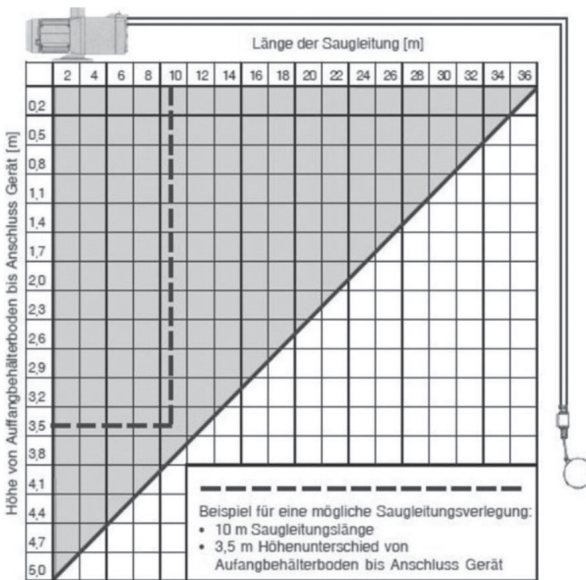 Länge der Saugleitung [m]
2 4 6 8 10 12 14 16 18 20 22 24 26 28 30 32 34 36
Höhe von Auffangbehälterboden bis Anschluss Gerät [m]
0,2
0,5
0,8
1,1
1,4
1,7
2,0
2,3
2,6
2,9
3,2
3,5
3,8
4,1
4,4
4,7
5,0
Beispiel für eine mögliche Saugleitungsverlegung:
• 10 m Saugleitungslänge
• 3,5 m Höhenunterschied von
Aufangbehälterboden bis Anschluss Gerät